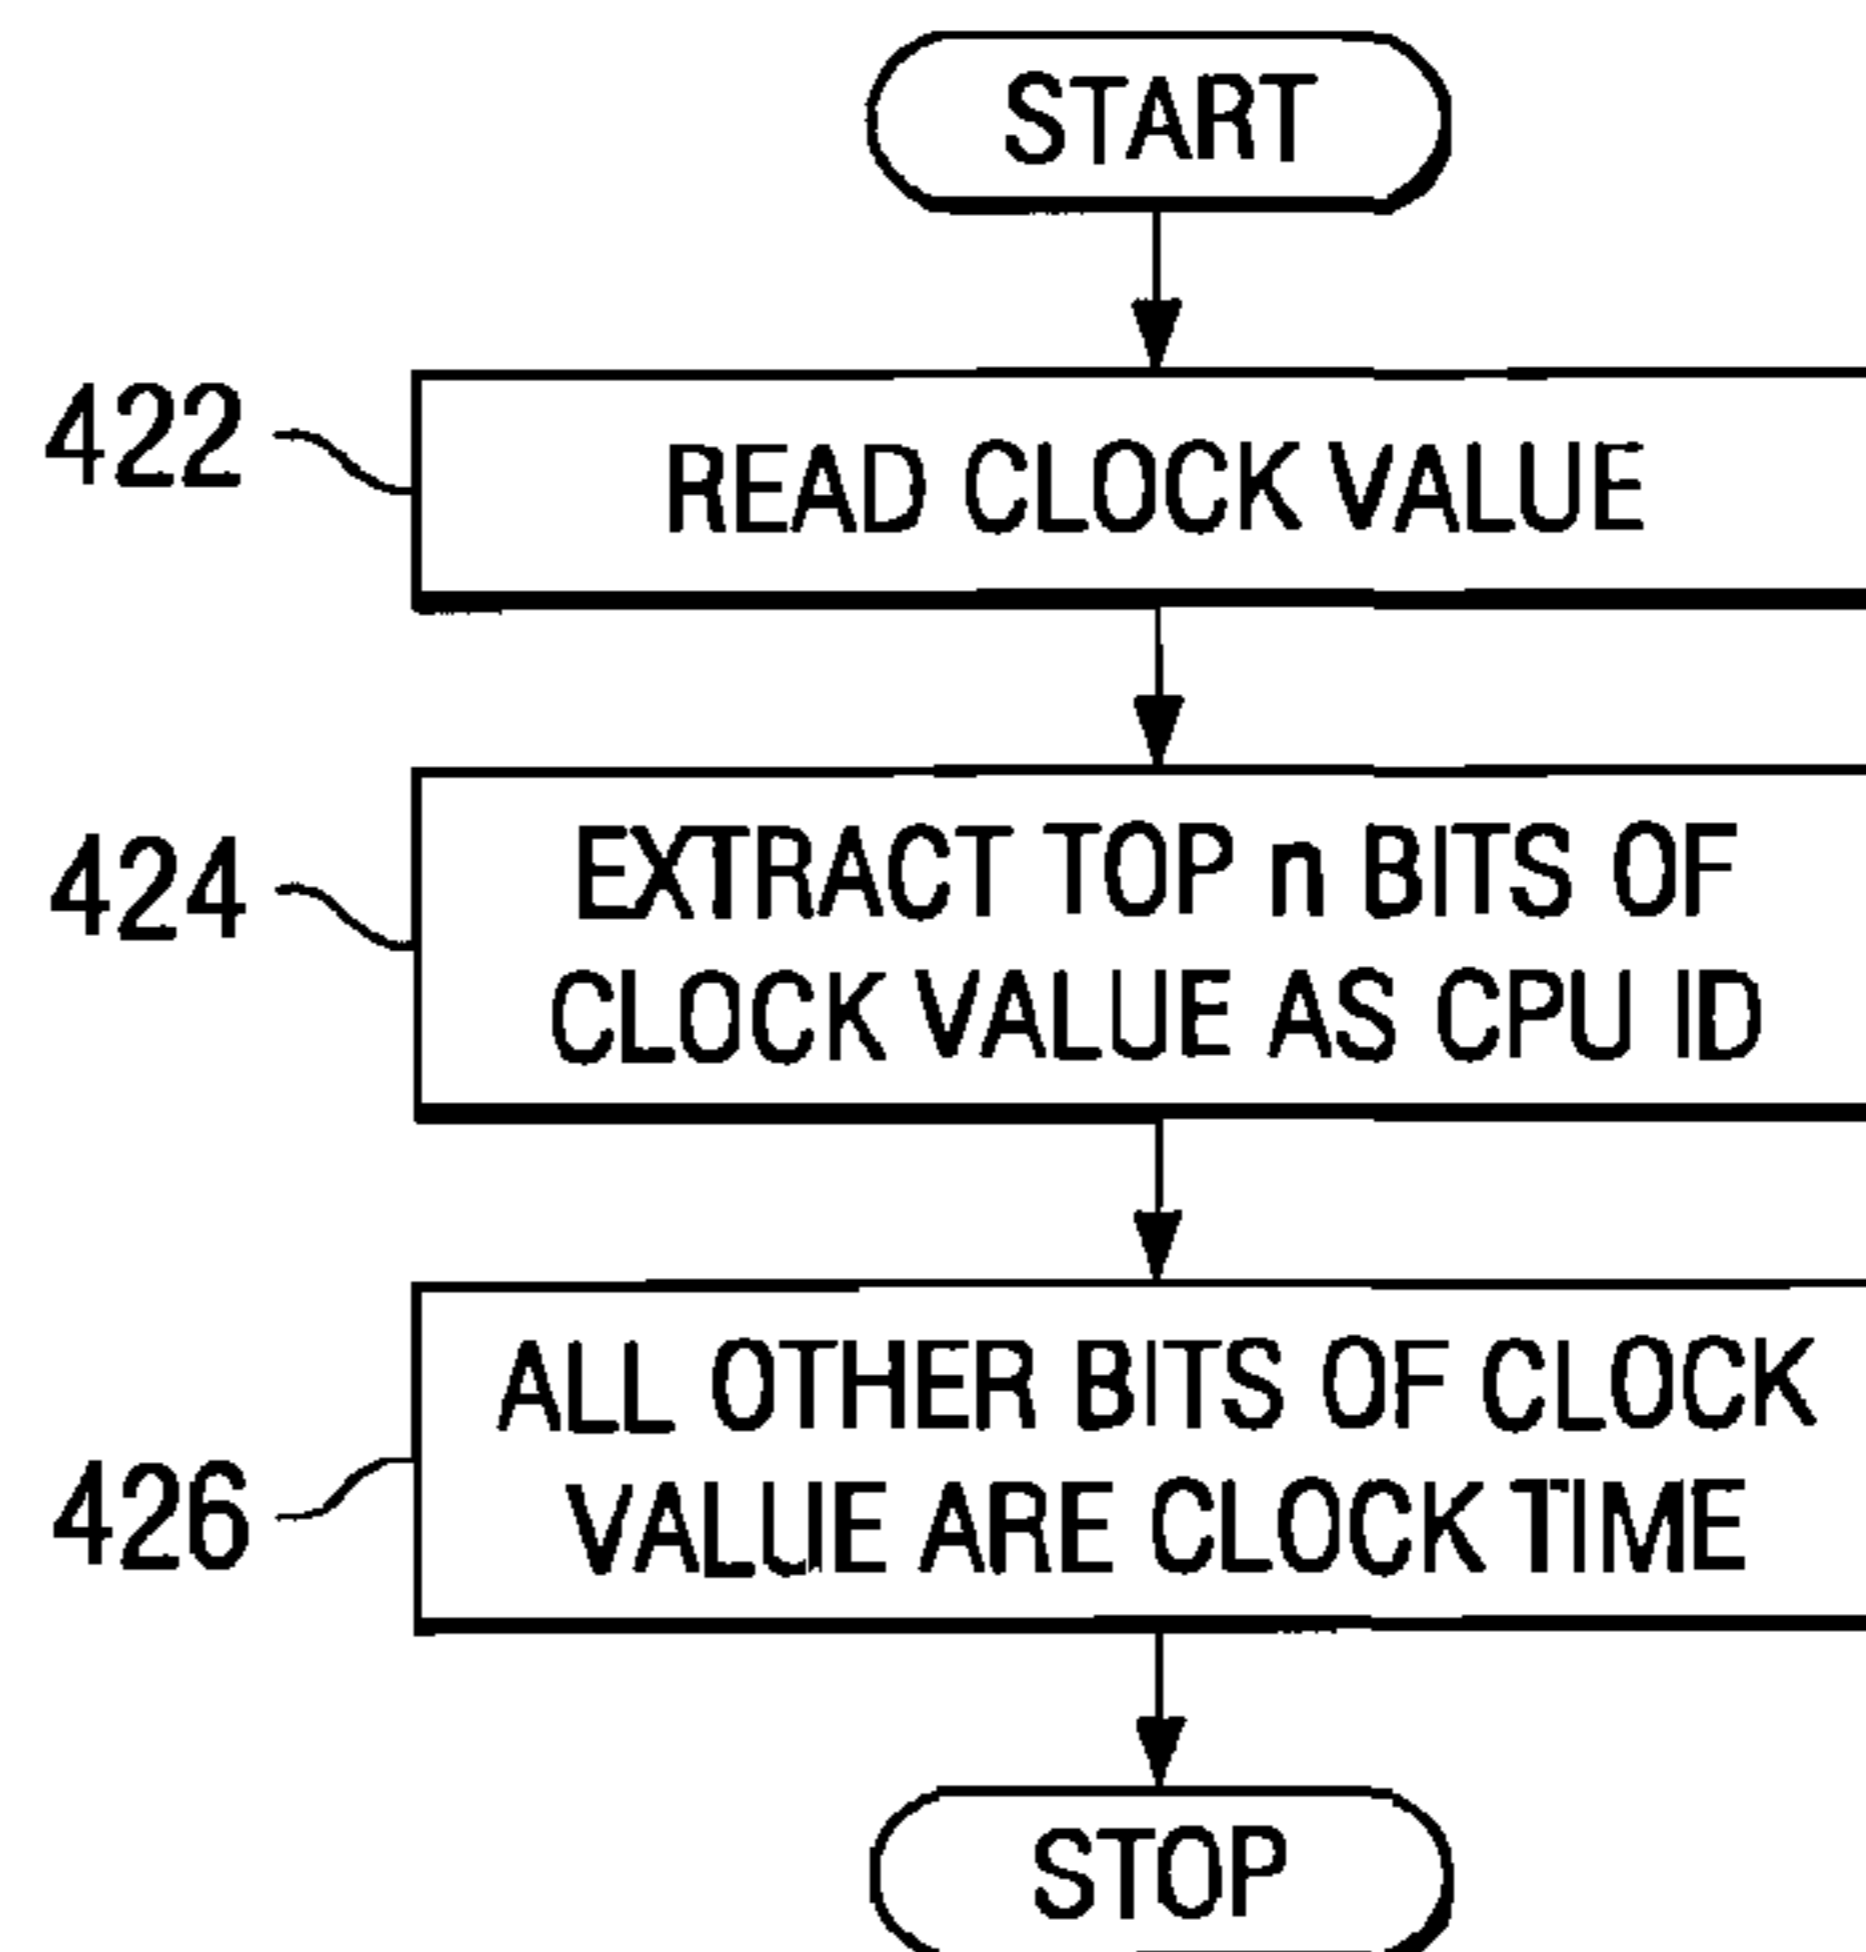 START
422
READ CLOCK VALUE
424
EXTRACT TOP n BITS OF
CLOCK VALUE AS CPU ID
426
ALL OTHER BITS OF CLOCK
VALUE ARE CLOCK TIME
STOP